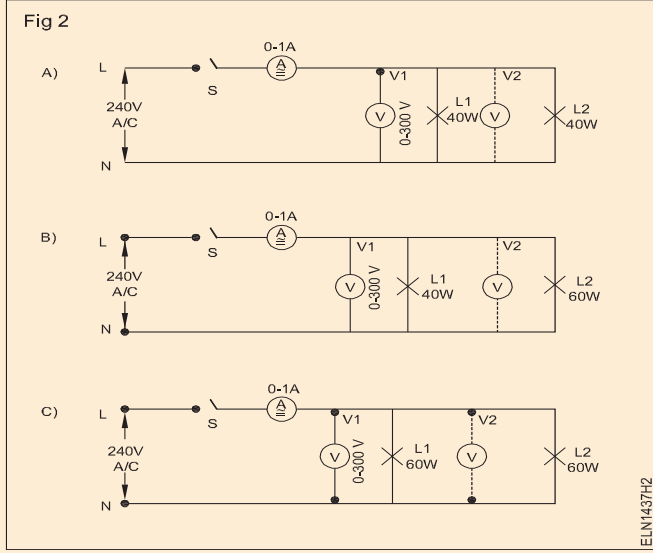 Fig 2
0-1A
A) L A V1 V2
S
240V
A/C
V 0-300 V L1
40W V L2
40W
N
0-1A
B) L A V1 V2
S
240V
A/C
V 0-300 V L1
40W V L2
60W
N
0-1A
C) L A V1 V2
S
240V
A/C
V 0-300 V L1
60W V L2
60W
N
ELN1437H2